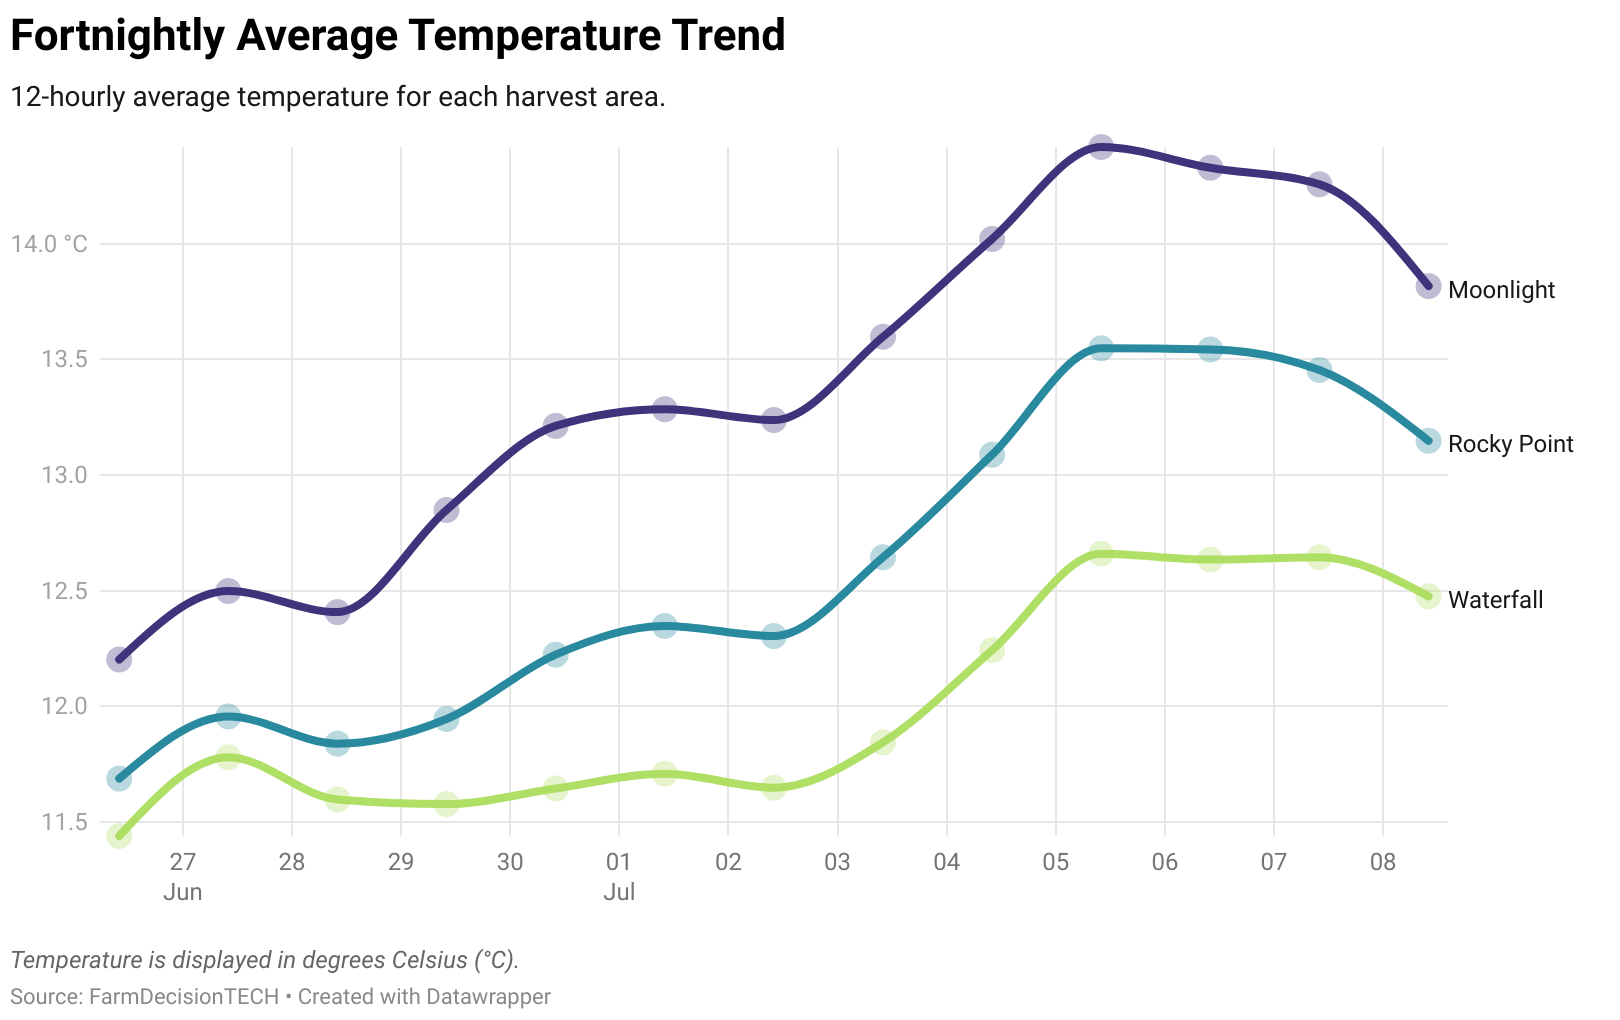 Fortnightly Average Temperature Trend
12-hourly average temperature for each harvest area.
14.0 °C
13.5
13.0
12.5
12.0
11.5
Moonlight
Rocky Point
Waterfall
27 28 29 30 01 02 03 04 05 06 07 08
Jun Jul
Temperature is displayed in degrees Celsius (°C).
Source: FarmDecisionTECH • Created with Datawrapper